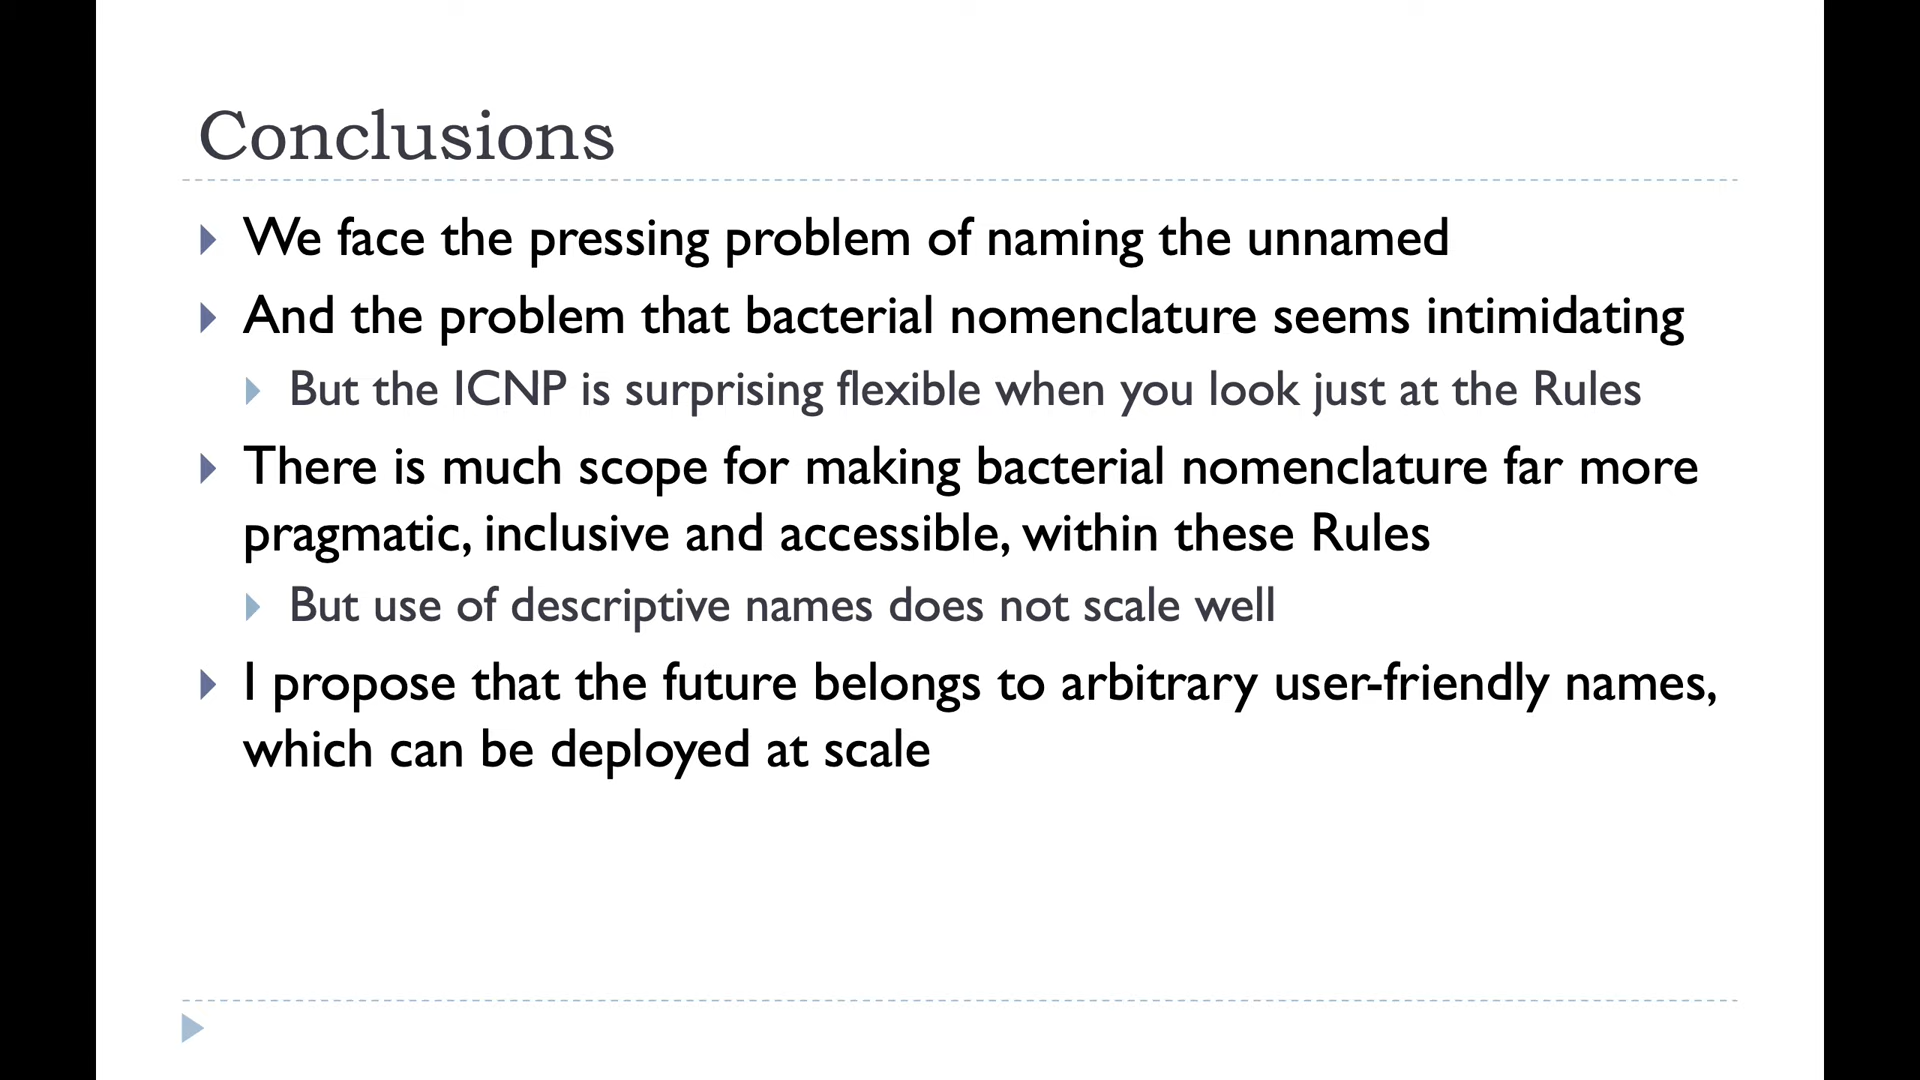 Conclusions
We face the pressing problem of naming the unnamed
And the problem that bacterial nomenclature seems intimidating
But the ICNP is surprising flexible when you look just at the Rules
There is much scope for making bacterial nomenclature far more
pragmatic, inclusive and accessible, within these Rules
But use of descriptive names does not scale well
I propose that the future belongs to arbitrary user-friendly names,
which can be deployed at scale